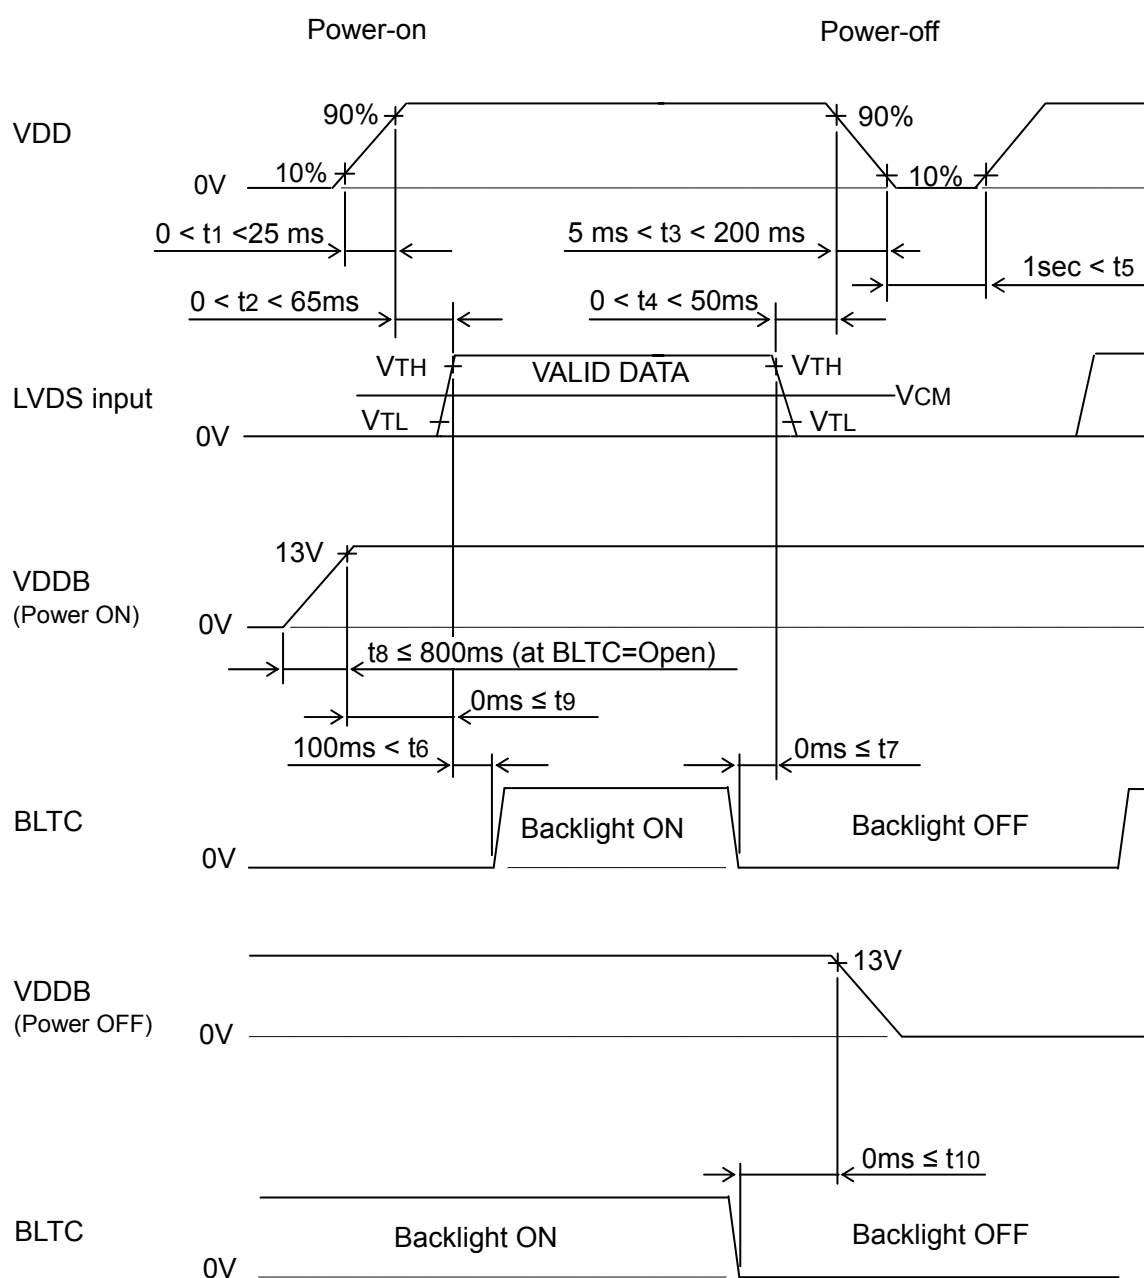 Power-on
Power-off
VDD
90%
90%
10%
10%
0V
0 < t1 <25 ms
5 ms < t3 < 200 ms
1sec < t5
0 < t2 < 65ms
0 < t4 < 50ms
LVDS input
VTH
VALID DATA
VTH
VCM
VTL
VTL
0V
13V
VDDB
(Power ON)
0V
t8 ≤ 800ms (at BLTC=Open)
0ms ≤ t9
100ms < t6
0ms ≤ t7
BLTC
Backlight ON
Backlight OFF
0V
13V
VDDB
(Power OFF)
0V
0ms ≤ t10
BLTC
Backlight ON
Backlight OFF
0V